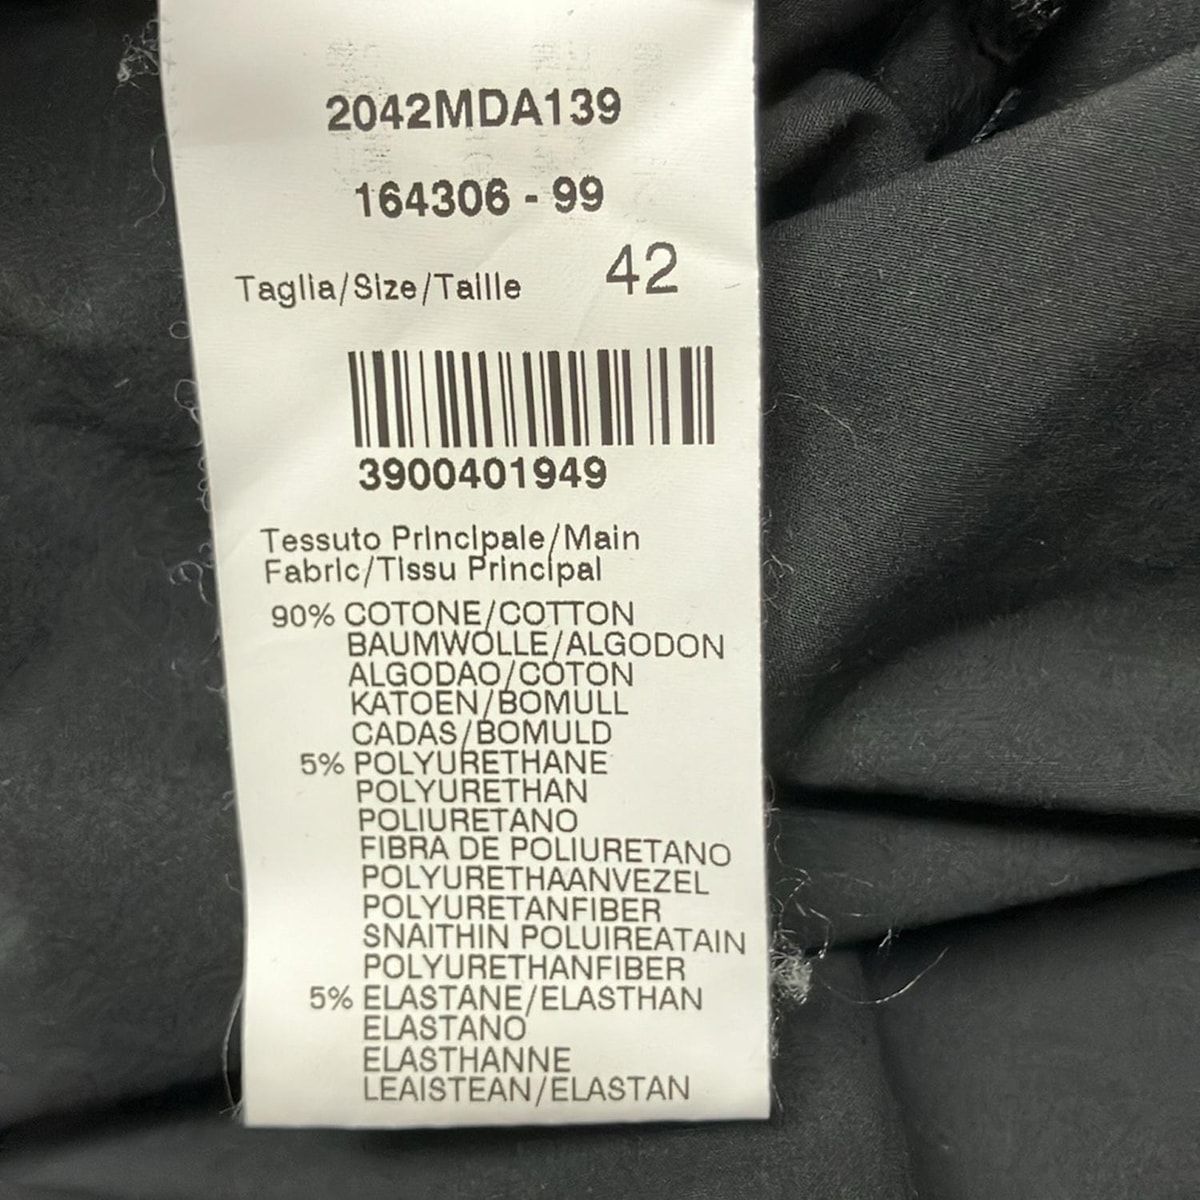 2042MDA139
164306 - 99
Taglia/Size/Taille 42
3900401949
Tessuto Principale/Main
Fabric/Tissu Principal
90% COTONE/COTTON
BAUMWOLLE/ALGODON
ALGODAO/COTON
KATOEN/BOMULL
CADAS/BOMULD
5% POLYURETHANE
POLYURETHAN
POLIURETANO
FIBRA DE POLIURETANO
POLYURETHAANVEZEL
POLYURETANFIBER
SNAITHIN POLUIREATAIN
POLYURETHANFIBER
5% ELASTANE/ELASTHAN
ELASTANO
ELASTHANNE
LEAISTEAN/ELASTAN